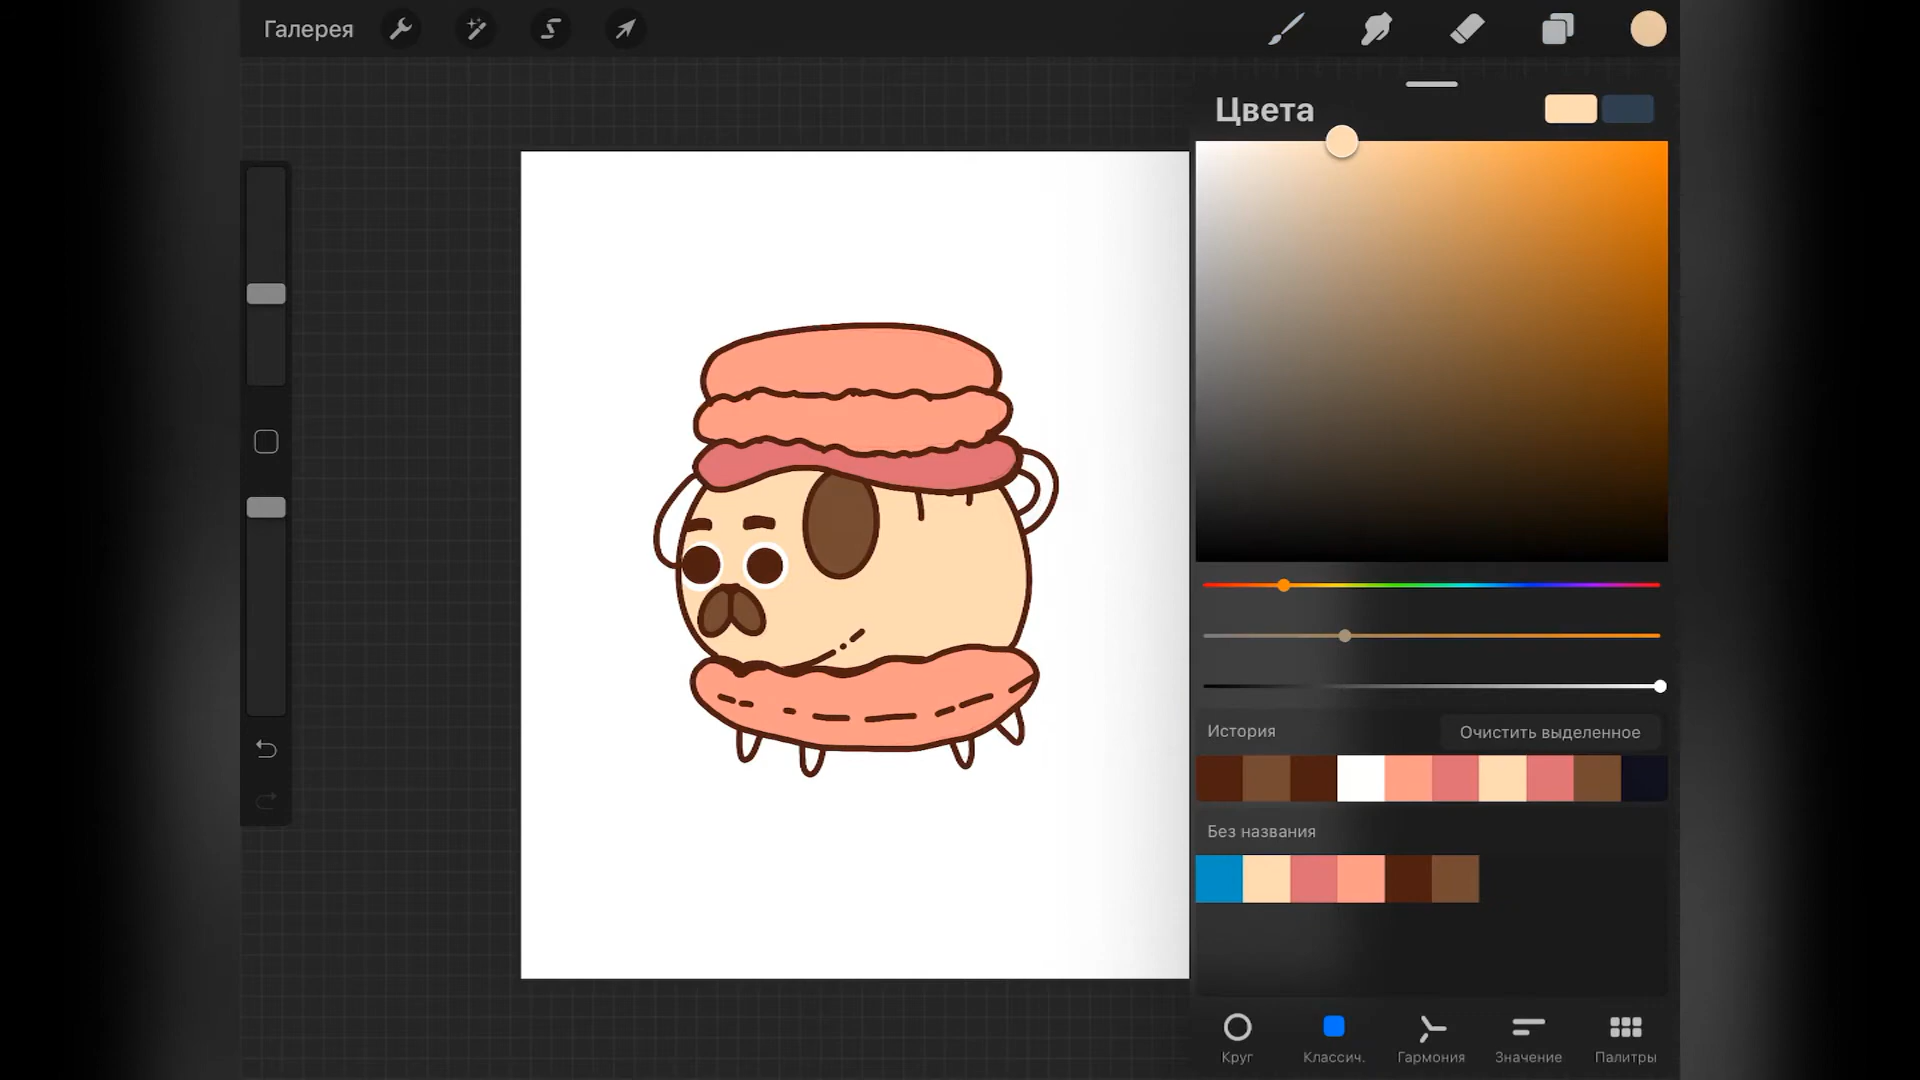 Галерея
Цвета
История
Очистить выделенное
Без названия
Круг
Классич.
Гармония
Значение
Палитры